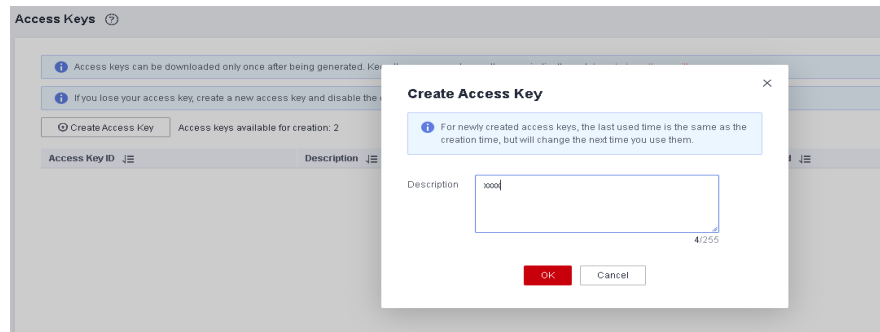 Access Keys
Access keys can be downloaded only once after being generated. Kee
If you lose your access key, create a new access key and disable the
Create Access Key
Access keys available for creation: 2
Access Key ID
Description
Create Access Key
For newly created access keys, the last used time is the same as the
creation time, but will change the next time you use them.
Description
xxxx
4/255
OK
Cancel